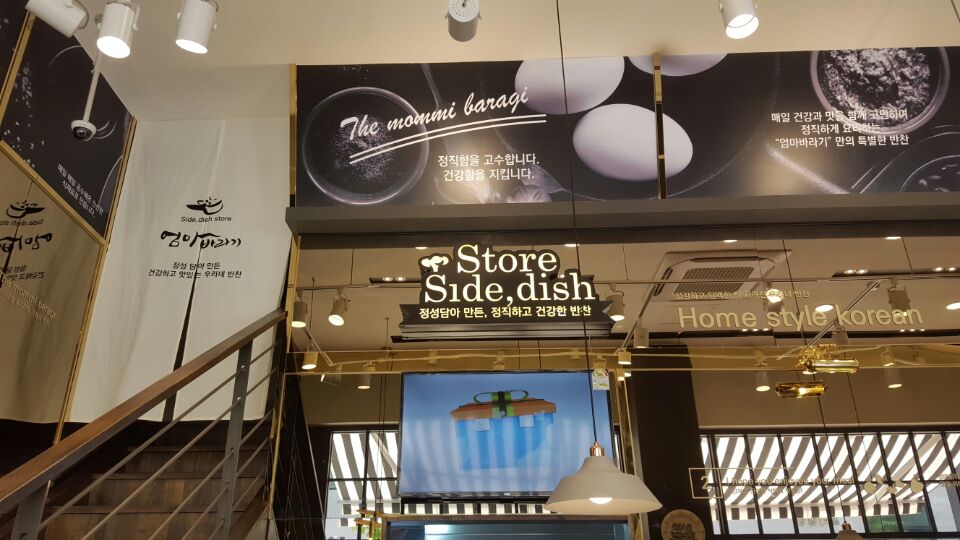 The mommi baragi
정직함을 고수합니다.
건강함을 지킵니다.
매일 건강과 맛을 함께 고민하며
정직하게 요리하는
"엄마바라기" 만의 특별한 반찬
Side, dish store
엄마바라기
정성 담아 만든
건강하고 맛있는 우리네 반찬
Store
Side,dish
정성담아 만든, 정직하고 건강한 반찬
Home style korean
I hope you enjoy your meal